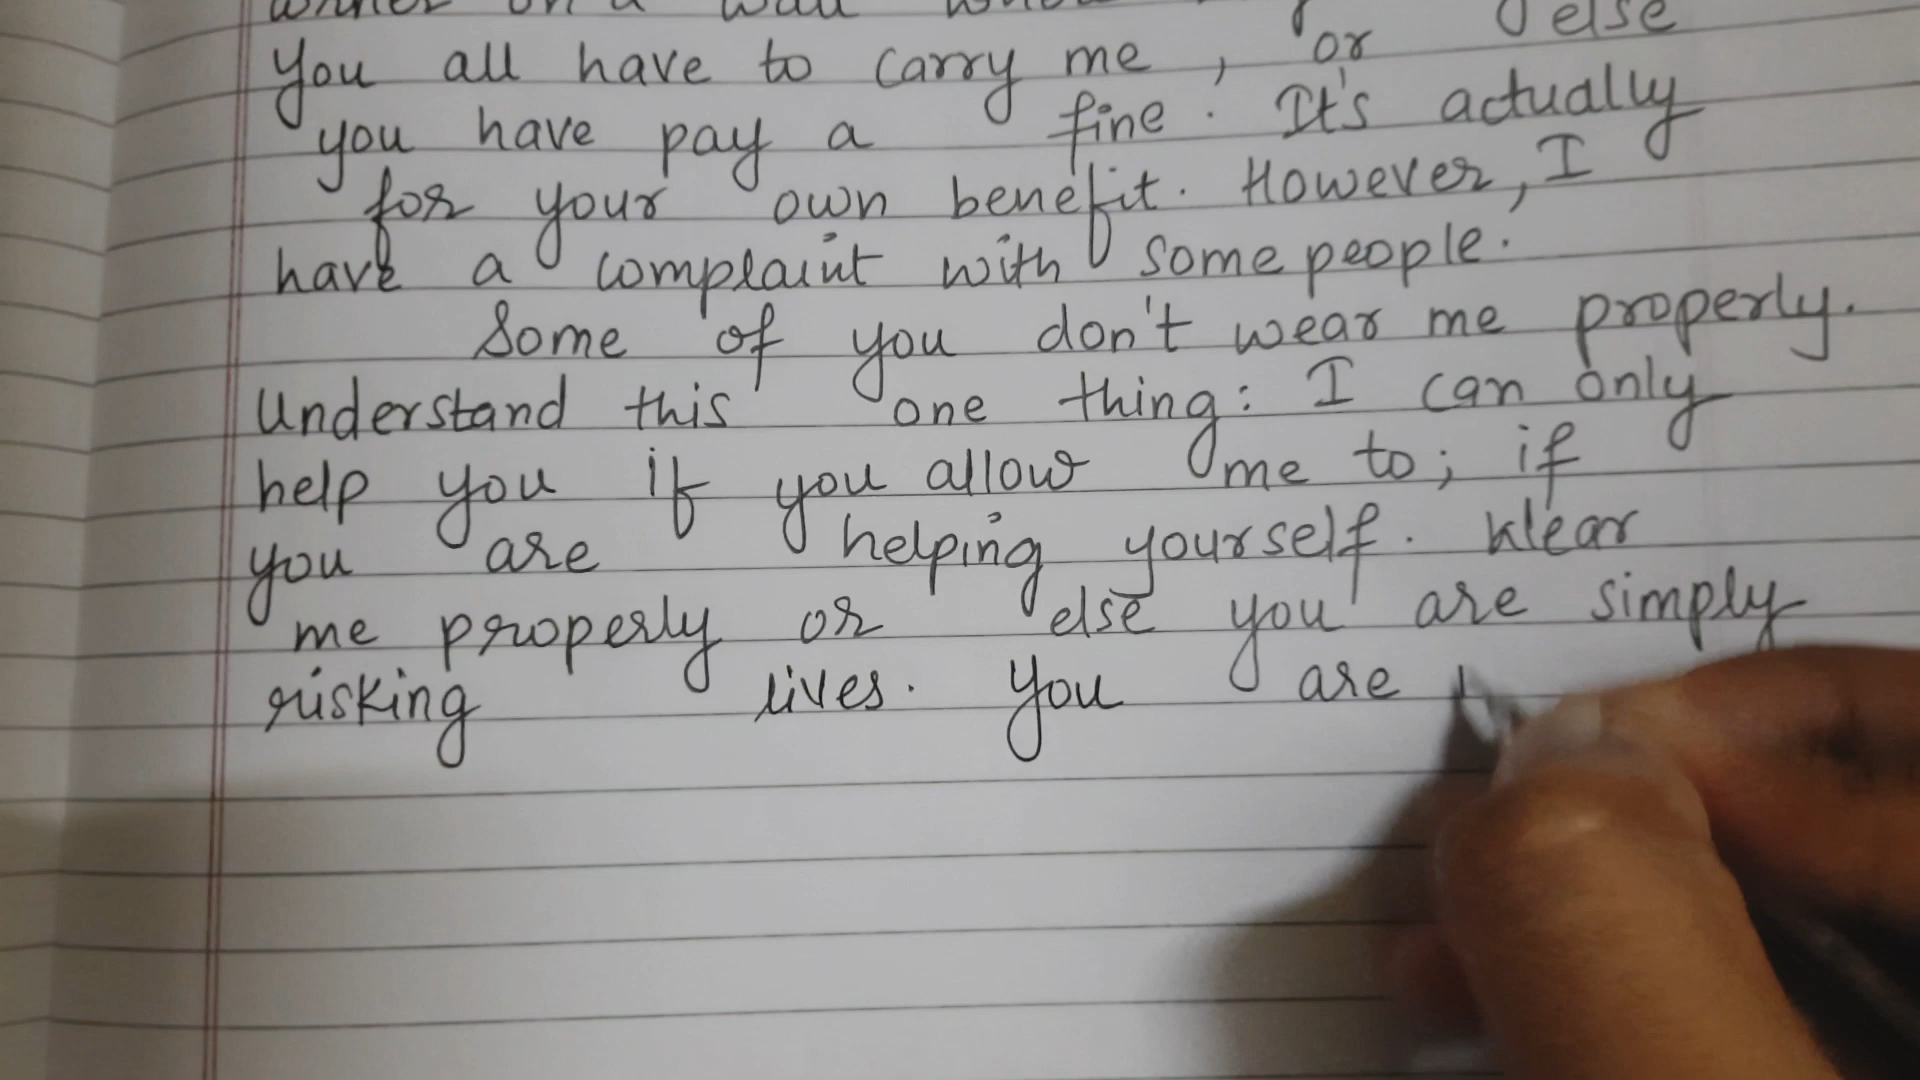 on a wall else
You all have to carry me, or
you have pay a fine. It's actually
for your own benefit. However, I
have a complaint with some people.
Some of you don't wear me properly.
Understand this one thing: I can only
help you if you allow me to; if
you are helping yourself. Wear
me properly or else you are simply
risking lives. You are